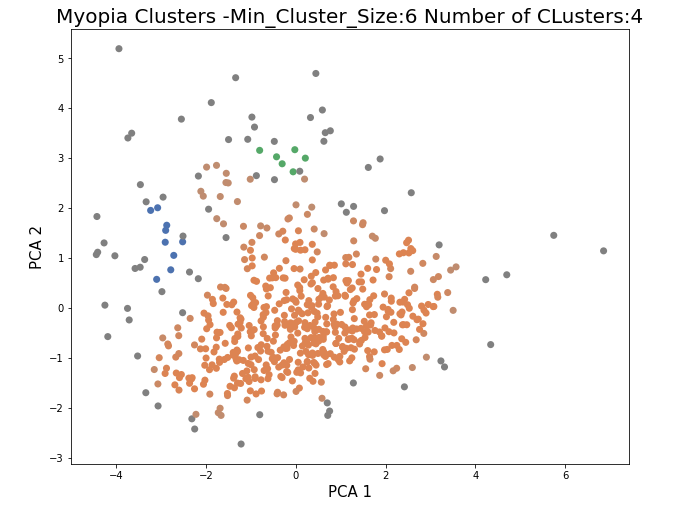 Myopia Clusters -Min_Cluster_Size:6 Number of CLusters:4
5
4
3
2
1
0
−1
−2
−3
PCA 2
−4 −2 0 2 4 6
PCA 1